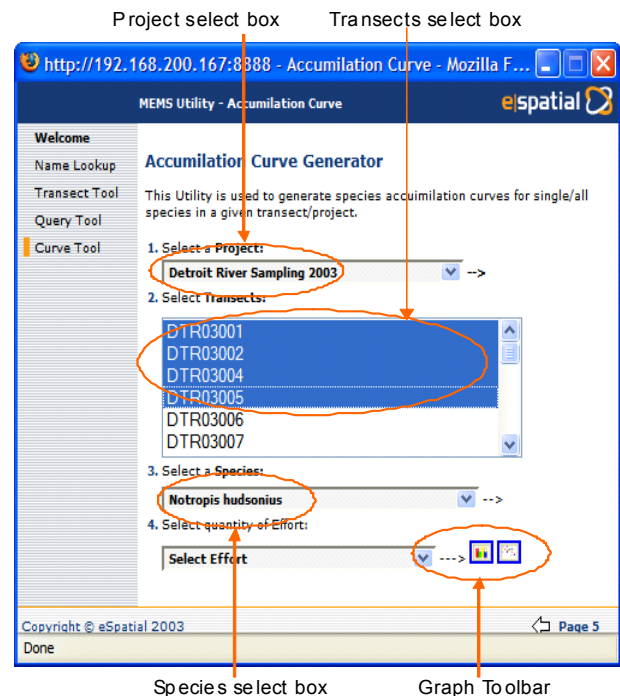 Project select box Transects select box
http://192.168.200.167:8888 - Accumilation Curve - Mozilla F...
MEMS Utility - Accumilation Curve
e|spatial
Welcome
Name Lookup
Transect Tool
Query Tool
Curve Tool
Accumilation Curve Generator
This Utility is used to generate species accuimilation curves for single/all
species in a given transect/project.
1. Select a Project:
Detroit River Sampling 2003 -->
2. Select Transects:
DTR03001
DTR03002
DTR03004
DTR03005
DTR03006
DTR03007
3. Select a Species:
Notropis hudsonius -->
4. Select quantity of Effort:
Select Effort --->
Copyright © eSpatial 2003 Page 5
Done
Species select box Graph Toolbar